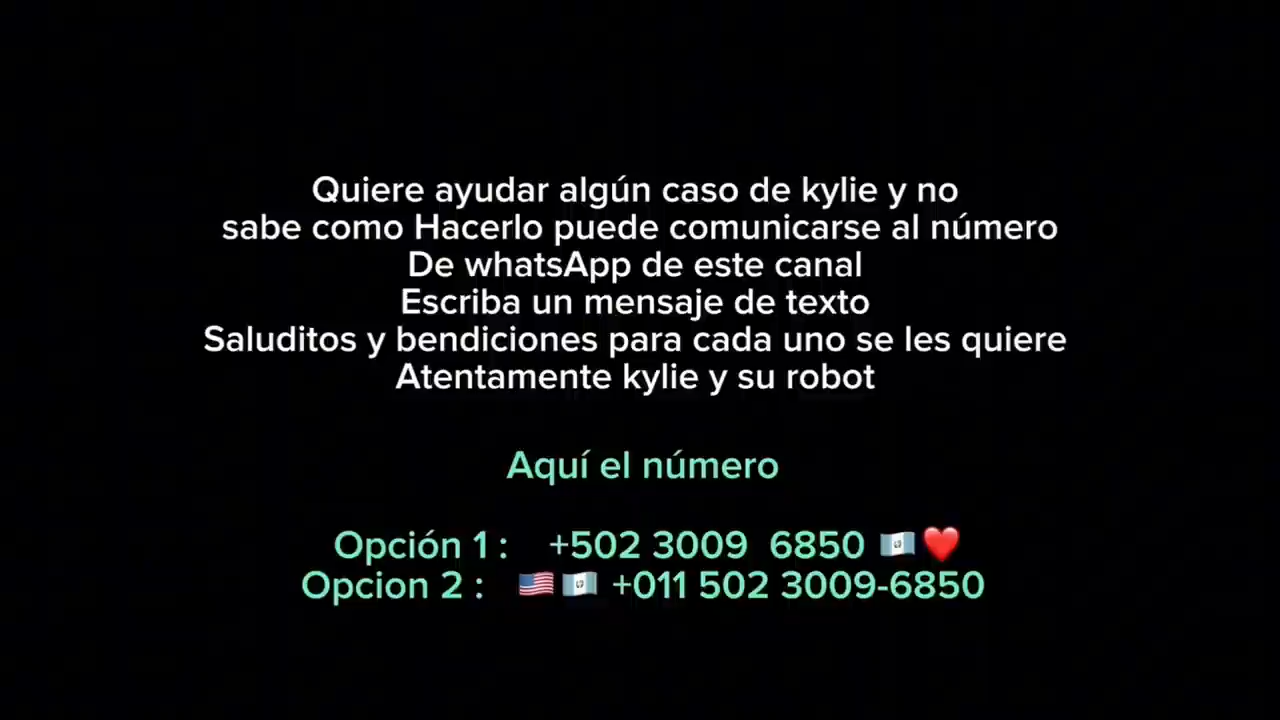 Quiere ayudar algún caso de kylie y no
sabe como Hacerlo puede comunicarse al número
De whatsApp de este canal
Escriba un mensaje de texto
Saluditos y bendiciones para cada uno se les quiere
Atentamente kylie y su robot
Aquí el número
Opción 1 : +502 3009 6850 🇬🇹❤️
Opcion 2 : 🇺🇸🇬🇹 +011 502 3009-6850